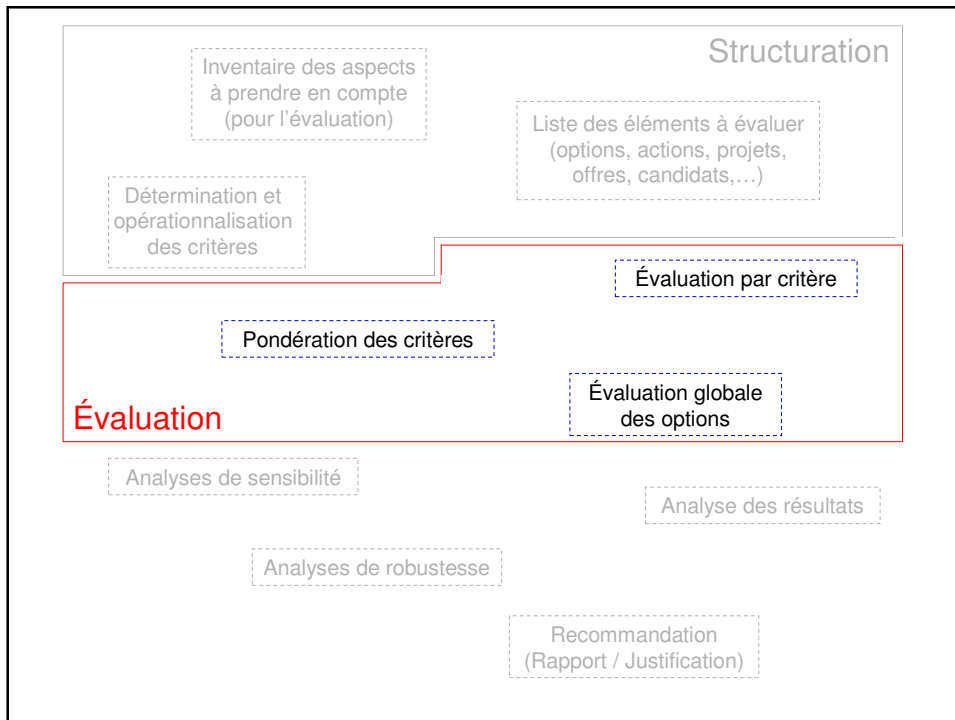 Structuration
Inventaire des aspects
à prendre en compte
(pour l'évaluation)
Liste des éléments à évaluer
(options, actions, projets,
offres, candidats,…)
Détermination et
opérationnalisation
des critères
Évaluation par critère
Pondération des critères
Évaluation globale
des options
Évaluation
Analyses de sensibilité
Analyse des résultats
Analyses de robustesse
Recommandation
(Rapport / Justification)